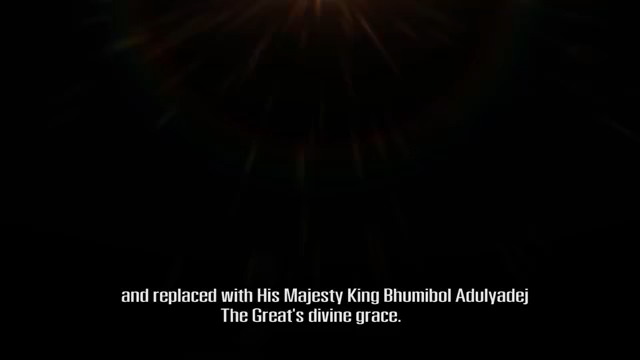 and replaced with His Majesty King Bhumibol Adulyadej
The Great's divine grace.